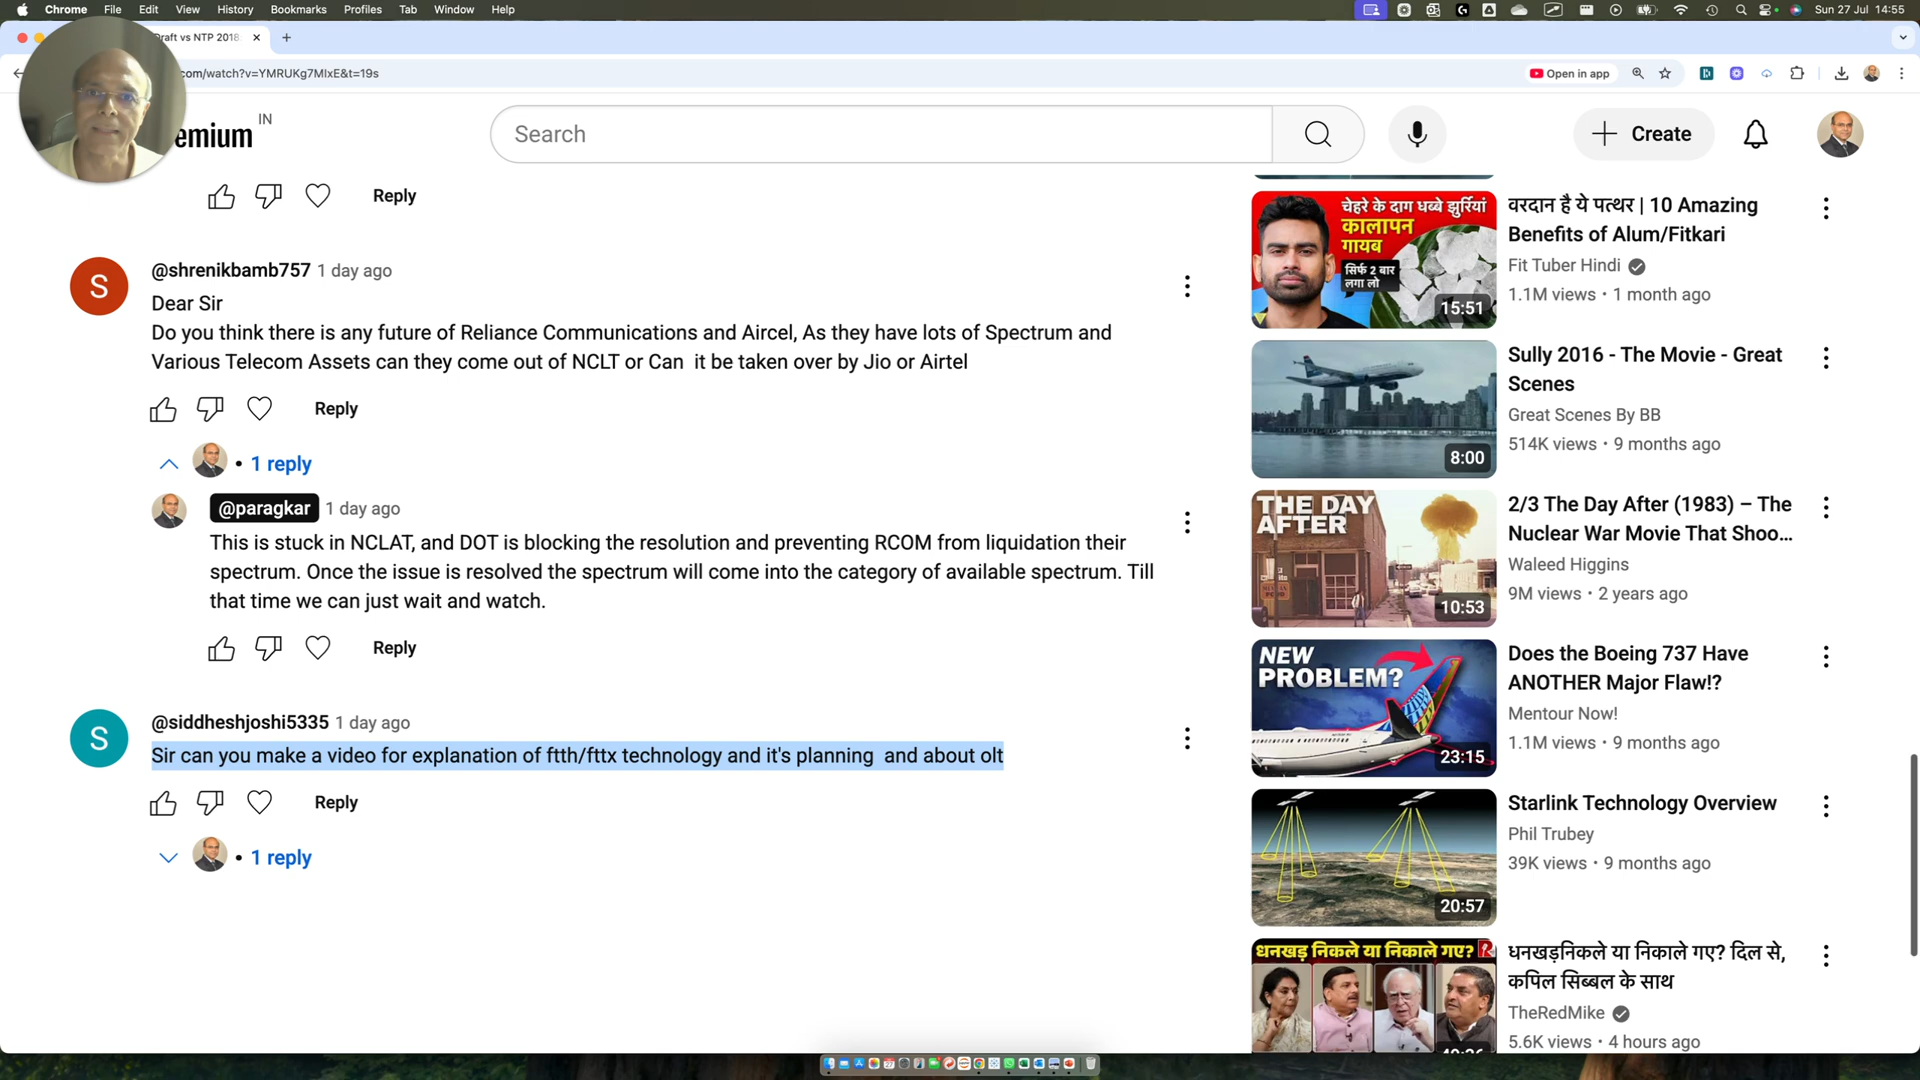 Chrome File Edit View History Bookmarks Profiles Tab Window Help
Sun 27 Jul 14:55
Draft vs NTP 2018
com/watch?v=YMRUKg7MIxE&t=19s
Open in app
emium IN
Search
Create
Reply
@shrenikbamb757 1 day ago
Dear Sir
Do you think there is any future of Reliance Communications and Aircel, As they have lots of Spectrum and
Various Telecom Assets can they come out of NCLT or Can it be taken over by Jio or Airtel
Reply
• 1 reply
@paragkar 1 day ago
This is stuck in NCLAT, and DOT is blocking the resolution and preventing RCOM from liquidation their
spectrum. Once the issue is resolved the spectrum will come into the category of available spectrum. Till
that time we can just wait and watch.
Reply
S
@siddheshjoshi5335 1 day ago
Sir can you make a video for explanation of ftth/fttx technology and it's planning and about olt
Reply
• 1 reply
S
चेहरे के दाग धब्बे झुर्रियां
कालापन
गायब
सिर्फ 2 बार
लगा लो
15:51
वरदान है ये पत्थर | 10 Amazing
Benefits of Alum/Fitkari
Fit Tuber Hindi
1.1M views • 1 month ago
8:00
Sully 2016 - The Movie - Great
Scenes
Great Scenes By BB
514K views • 9 months ago
THE DAY
AFTER
10:53
2/3 The Day After (1983) – The
Nuclear War Movie That Shoo...
Waleed Higgins
9M views • 2 years ago
NEW
PROBLEM?
23:15
Does the Boeing 737 Have
ANOTHER Major Flaw!?
Mentour Now!
1.1M views • 9 months ago
20:57
Starlink Technology Overview
Phil Trubey
39K views • 9 months ago
धनखड़ निकले या निकाले गए?
धनखड़निकले या निकाले गए? दिल से,
कपिल सिब्बल के साथ
TheRedMike
5.6K views • 4 hours ago